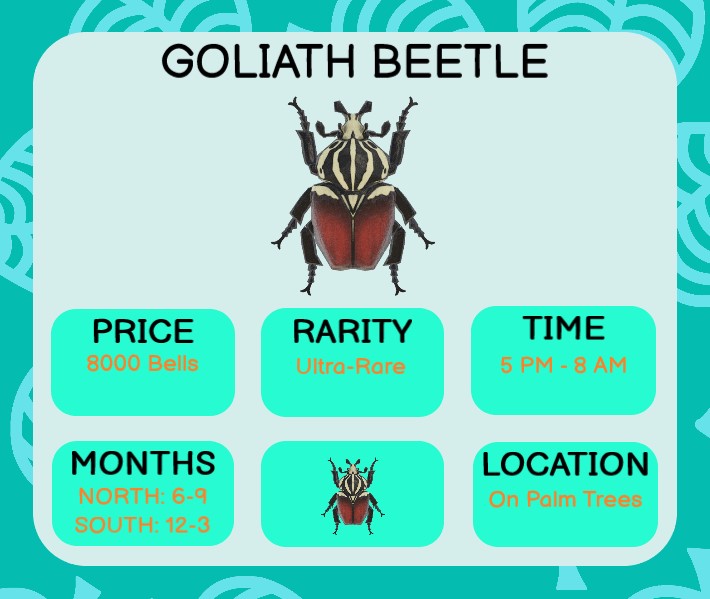 GOLIATH BEETLE
PRICE
8000 Bells
RARITY
Ultra-Rare
TIME
5 PM - 8 AM
MONTHS
NORTH: 6-9
SOUTH: 12-3
LOCATION
On Palm Trees